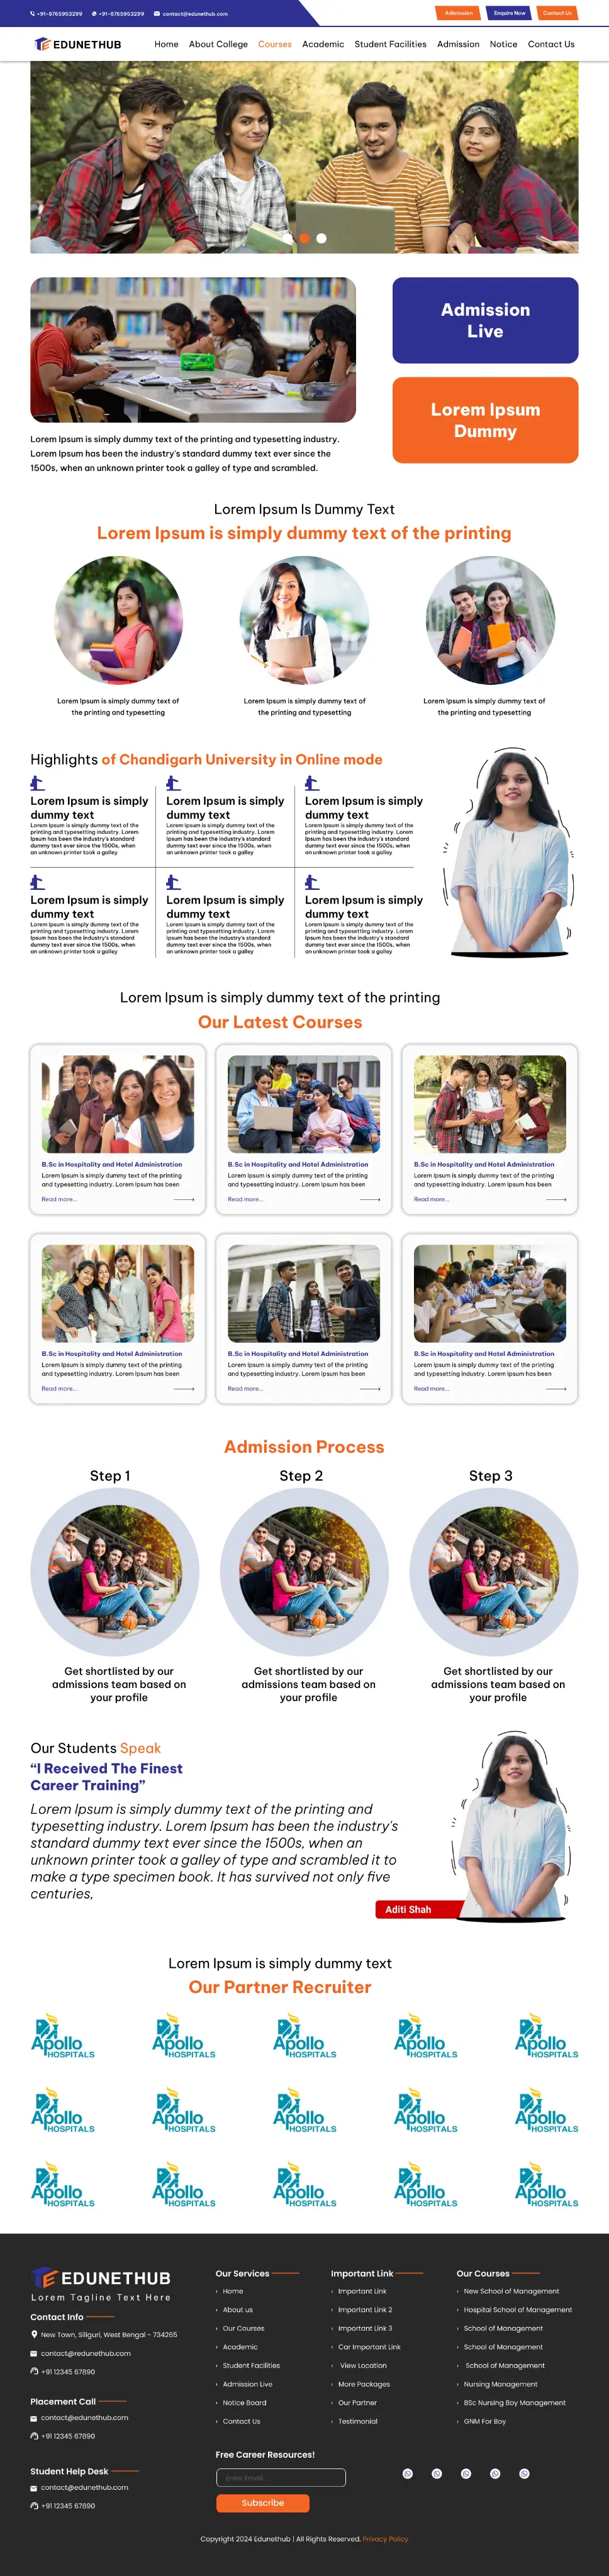 +91-8765953299 +91-8765953299 contact@edunethub.com
Admission Enquire Now Contact Us
EDUNETHUB Home About College Courses Academic Student Facilities Admission Notice Contact Us
Admission
Live
Lorem Ipsum
Dummy
Lorem Ipsum is simply dummy text of the printing and typesetting industry.
Lorem Ipsum has been the industry's standard dummy text ever since the
1500s, when an unknown printer took a galley of type and scrambled.
Lorem Ipsum Is Dummy Text
Lorem Ipsum is simply dummy text of the printing
Lorem Ipsum is simply dummy text of
the printing and typesetting
Lorem Ipsum is simply dummy text of
the printing and typesetting
Lorem Ipsum is simply dummy text of
the printing and typesetting
Highlights of Chandigarh University in Online mode
Lorem Ipsum is simply
dummy text
Lorem Ipsum is simply dummy text of the
printing and typesetting industry. Lorem
Ipsum has been the industry's standard
dummy text ever since the 1500s, when
an unknown printer took a galley
Lorem Ipsum is simply
dummy text
Lorem Ipsum is simply dummy text of the
printing and typesetting industry. Lorem
Ipsum has been the industry's standard
dummy text ever since the 1500s, when
an unknown printer took a galley
Lorem Ipsum is simply
dummy text
Lorem Ipsum is simply dummy text of the
printing and typesetting industry. Lorem
Ipsum has been the industry's standard
dummy text ever since the 1500s, when
an unknown printer took a galley
Lorem Ipsum is simply
dummy text
Lorem Ipsum is simply dummy text of the
printing and typesetting industry. Lorem
Ipsum has been the industry's standard
dummy text ever since the 1500s, when
an unknown printer took a galley
Lorem Ipsum is simply
dummy text
Lorem Ipsum is simply dummy text of the
printing and typesetting industry. Lorem
Ipsum has been the industry's standard
dummy text ever since the 1500s, when
an unknown printer took a galley
Lorem Ipsum is simply
dummy text
Lorem Ipsum is simply dummy text of the
printing and typesetting industry. Lorem
Ipsum has been the industry's standard
dummy text ever since the 1500s, when
an unknown printer took a galley
Lorem Ipsum is simply dummy text of the printing
Our Latest Courses
B.Sc in Hospitality and Hotel Administration
Lorem Ipsum is simply dummy text of the printing
and typesetting industry. Lorem Ipsum has been
Read more...
B.Sc in Hospitality and Hotel Administration
Lorem Ipsum is simply dummy text of the printing
and typesetting industry. Lorem Ipsum has been
Read more...
B.Sc in Hospitality and Hotel Administration
Lorem Ipsum is simply dummy text of the printing
and typesetting industry. Lorem Ipsum has been
Read more...
B.Sc in Hospitality and Hotel Administration
Lorem Ipsum is simply dummy text of the printing
and typesetting industry. Lorem Ipsum has been
Read more...
B.Sc in Hospitality and Hotel Administration
Lorem Ipsum is simply dummy text of the printing
and typesetting industry. Lorem Ipsum has been
Read more...
B.Sc in Hospitality and Hotel Administration
Lorem Ipsum is simply dummy text of the printing
and typesetting industry. Lorem Ipsum has been
Read more...
Admission Process
Step 1 Step 2 Step 3
Get shortlisted by our
admissions team based on
your profile
Get shortlisted by our
admissions team based on
your profile
Get shortlisted by our
admissions team based on
your profile
Our Students Speak
“I Received The Finest
Career Training”
Lorem Ipsum is simply dummy text of the printing and
typesetting industry. Lorem Ipsum has been the industry's
standard dummy text ever since the 1500s, when an
unknown printer took a galley of type and scrambled it to
make a type specimen book. It has survived not only five
centuries,
Aditi Shah
Lorem Ipsum is simply dummy text
Our Partner Recruiter
Apollo Apollo Apollo Apollo Apollo
HOSPITALS HOSPITALS HOSPITALS HOSPITALS HOSPITALS
Apollo Apollo Apollo Apollo Apollo
HOSPITALS HOSPITALS HOSPITALS HOSPITALS HOSPITALS
Apollo Apollo Apollo Apollo Apollo
HOSPITALS HOSPITALS HOSPITALS HOSPITALS HOSPITALS
EDUNETHUB
Lorem Tagline Text Here
Contact Info
New Town, Siliguri, West Bengal - 734265
contact@redunethub.com
+91 12345 67890
Placement Call
contact@edunethub.com
+91 12345 67890
Student Help Desk
contact@edunethub.com
+91 12345 67890
Our Services
Home
About us
Our Courses
Academic
Student Facilities
Admission Live
Notice Board
Contact Us
Important Link
Important Link
Important Link 2
Important Link 3
Car Important Link
View Location
More Packages
Our Partner
Testimonial
Our Courses
New School of Management
Hospital School of Management
School of Management
School of Management
School of Management
Nursing Management
BSc Nursing Boy Management
GNM For Boy
Free Career Resources!
Enter Email...
Subscribe
Copyright 2024 Edunethub | All Rights Reserved. Privacy Policy